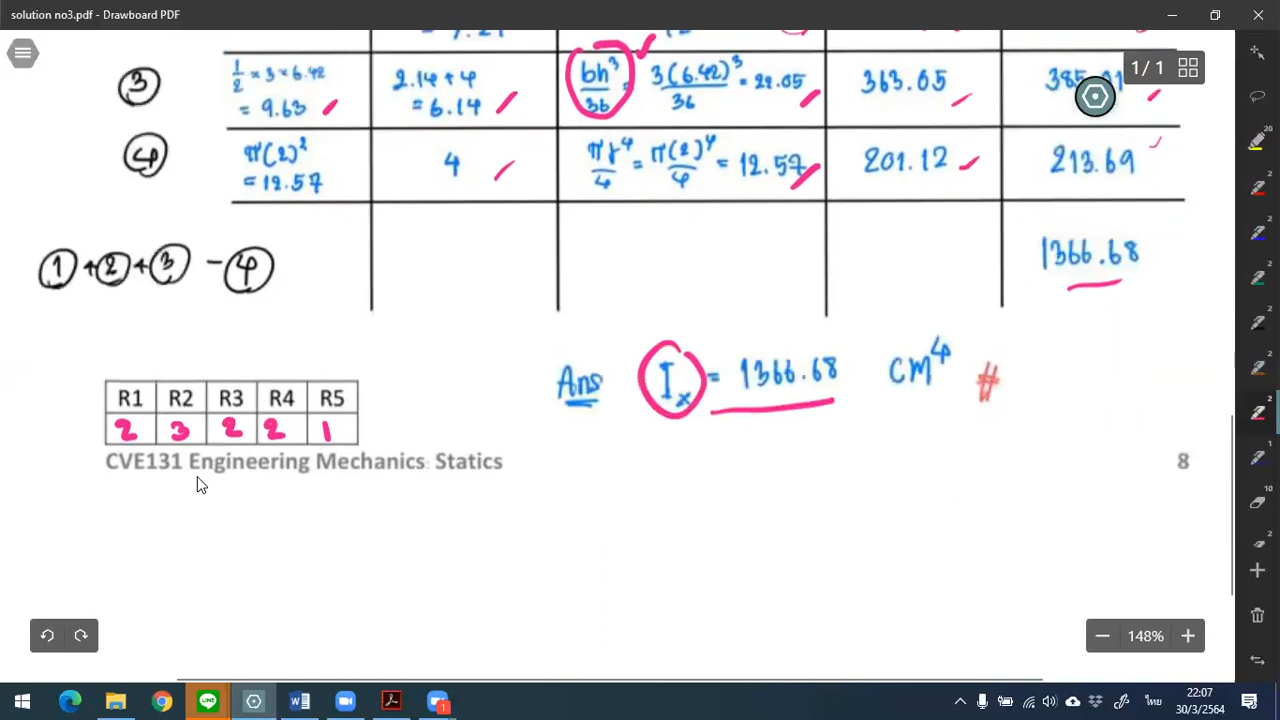 solution no3.pdf - Drawboard PDF
1 / 1
③ 1/2 × 3 × 6.42 = 9.63 2.14 + 4 = 6.14 bh³/36 = 3(6.42)³/36 = 22.05 363.05
④ π(2)² = 12.57 4 πr⁴/4 = π(2)⁴/4 = 12.57 201.12 213.69
① + ② + ③ - ④ 1366.68
Ans Ix = 1366.68 cm⁴ #
R1 R2 R3 R4 R5
2 3 2 2 1
CVE131 Engineering Mechanics: Statics 8
148%
ไทย 22:07
30/3/2564